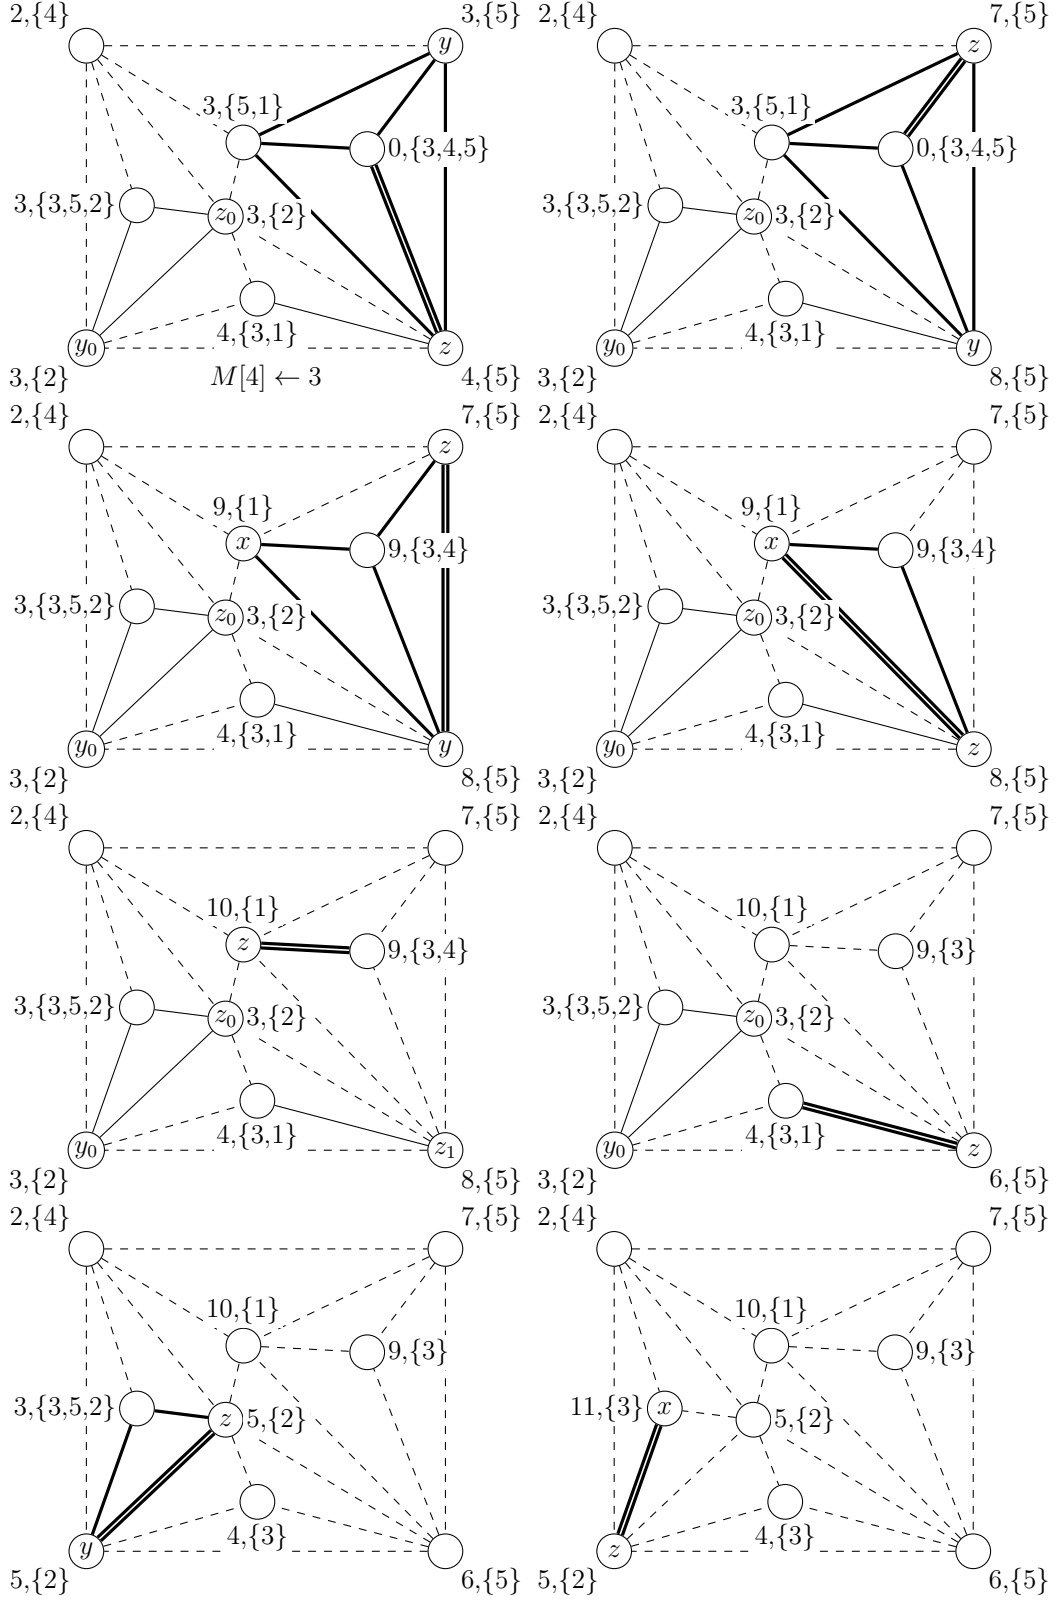 2,{4} 3,{5} 2,{4} 7,{5}
y z
3,{5,1} 3,{5,1}
0,{3,4,5} 0,{3,4,5}
3,{3,5,2} z₀ 3,{2} 3,{3,5,2} z₀ 3,{2}
4,{3,1} 4,{3,1}
y₀ z y₀ y
3,{2} M[4] ← 3 4,{5} 3,{2} 8,{5}
2,{4} 7,{5} 2,{4} 7,{5}
z
9,{1} 9,{1}
x 9,{3,4} x 9,{3,4}
3,{3,5,2} z₀ 3,{2} 3,{3,5,2} z₀ 3,{2}
4,{3,1} 4,{3,1}
y₀ y y₀ z
3,{2} 8,{5} 3,{2} 8,{5}
2,{4} 7,{5} 2,{4} 7,{5}
10,{1} 10,{1}
z 9,{3,4} 9,{3}
3,{3,5,2} z₀ 3,{2} 3,{3,5,2} z₀ 3,{2}
4,{3,1} 4,{3,1}
y₀ z₁ y₀ z
3,{2} 8,{5} 3,{2} 6,{5}
2,{4} 7,{5} 2,{4} 7,{5}
10,{1} 10,{1}
9,{3} 9,{3}
3,{3,5,2} z 5,{2} 11,{3} x 5,{2}
4,{3} 4,{3}
y z
5,{2} 6,{5} 5,{2} 6,{5}